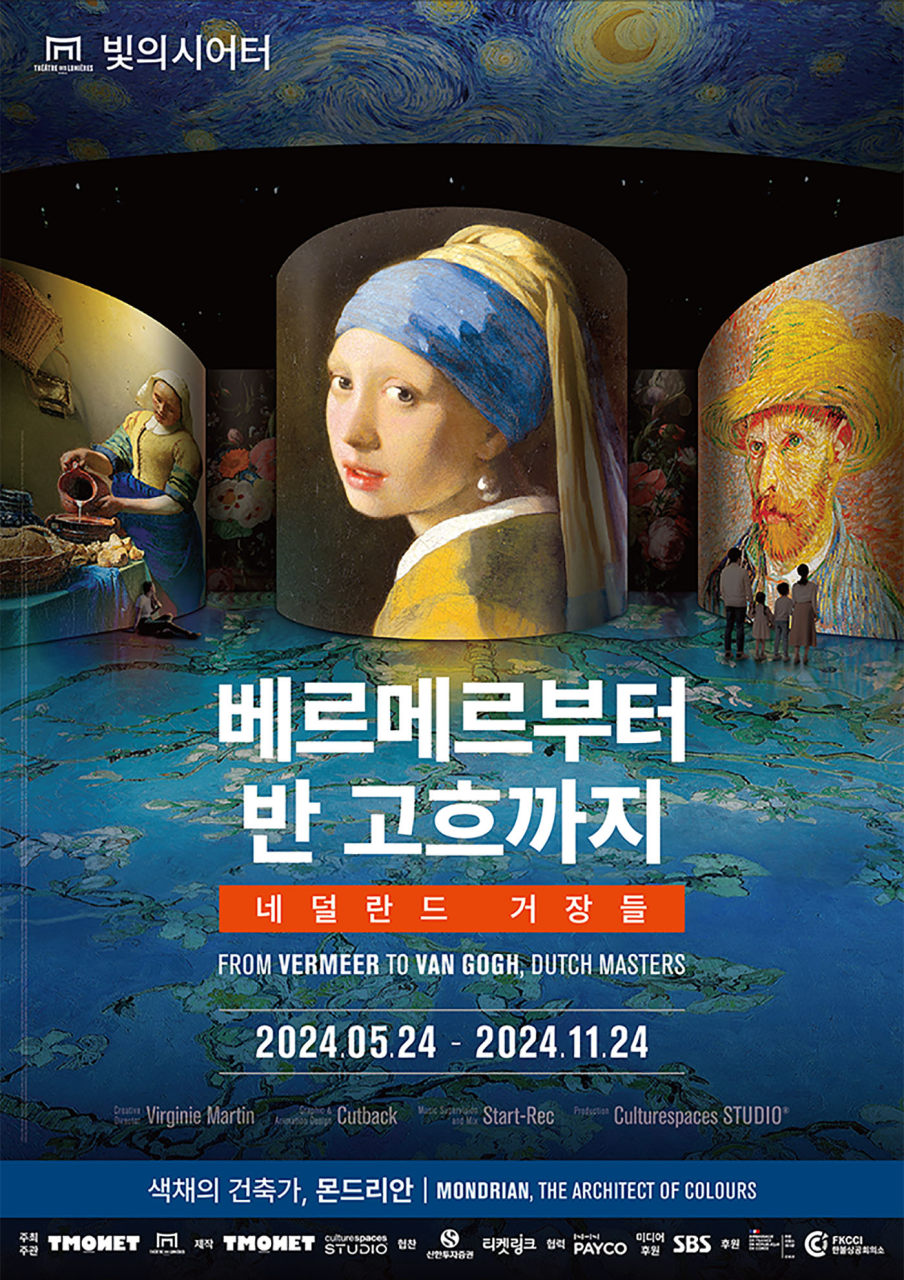 THÉÂTRE DES LUMIÈRES 빛의 시어터
베르메르부터
반 고흐까지
네덜란드 거장들
FROM VERMEER TO VAN GOGH, DUTCH MASTERS
2024.05.24 - 2024.11.24
Creative Director Virginie Martin Graphic & Animation Design Cutback Music Supervision and Mix Start-Rec Production Culturespaces STUDIO®
색채의 건축가, 몬드리안 | MONDRIAN, THE ARCHITECT OF COLOURS
주최 주관 TMONET THÉÂTRE DES LUMIÈRES 제작 TMONET culturespaces STUDIO 협찬 신한투자증권 티켓링크 협력 NHN PAYCO 미디어 후원 SBS 후원 FKCCI 한불상공회의소